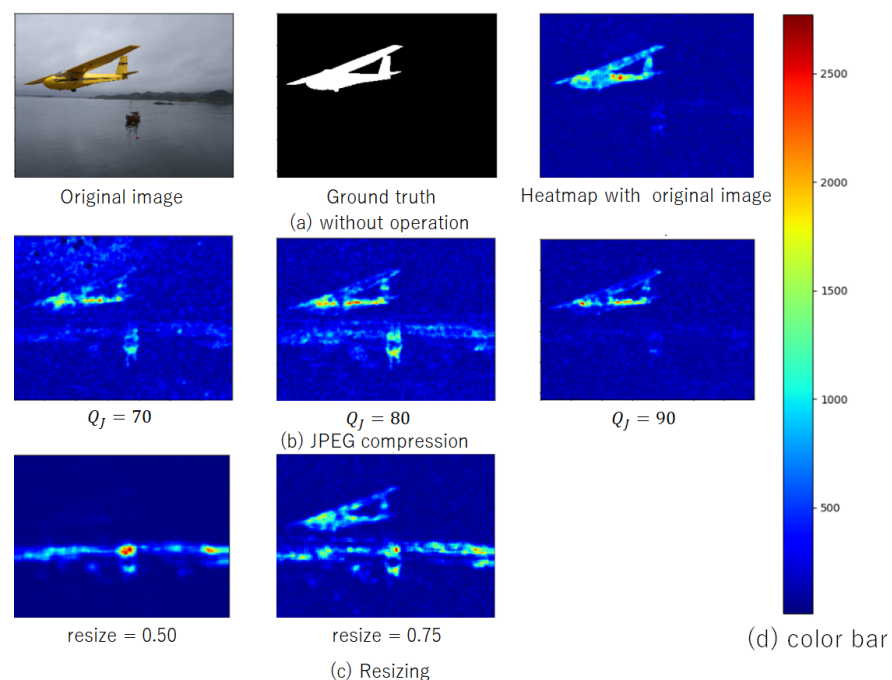 Original image
Ground truth
Heatmap with original image
(a) without operation
Q_J = 70
Q_J = 80
Q_J = 90
(b) JPEG compression
resize = 0.50
resize = 0.75
(c) Resizing
2500
2000
1500
1000
500
(d) color bar